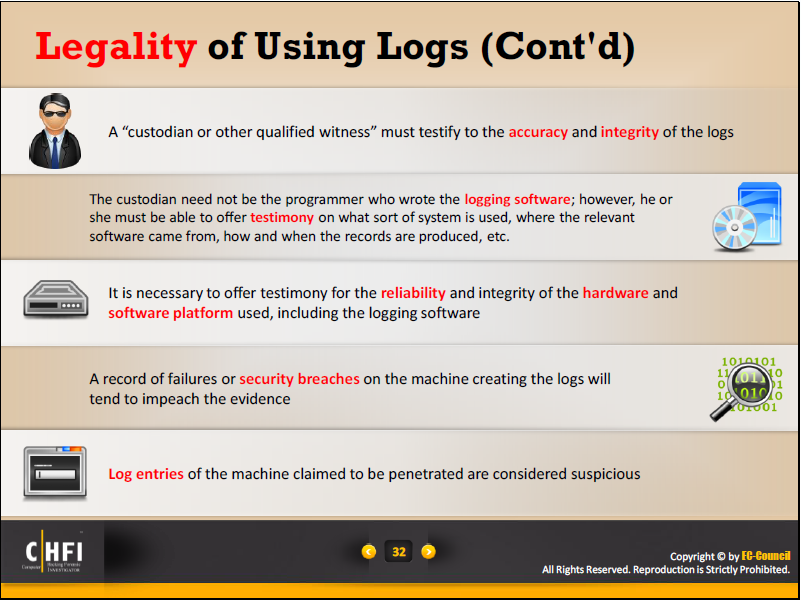 Legality of Using Logs (Cont'd)
A “custodian or other qualified witness” must testify to the accuracy and integrity of the logs
The custodian need not be the programmer who wrote the logging software; however, he or
she must be able to offer testimony on what sort of system is used, where the relevant
software came from, how and when the records are produced, etc.
It is necessary to offer testimony for the reliability and integrity of the hardware and
software platform used, including the logging software
A record of failures or security breaches on the machine creating the logs will
tend to impeach the evidence
1010101
Log entries of the machine claimed to be penetrated are considered suspicious
CHFI
Computer Hacking Forensic
INVESTIGATOR
32
Copyright © by EC-Council
All Rights Reserved. Reproduction is Strictly Prohibited.